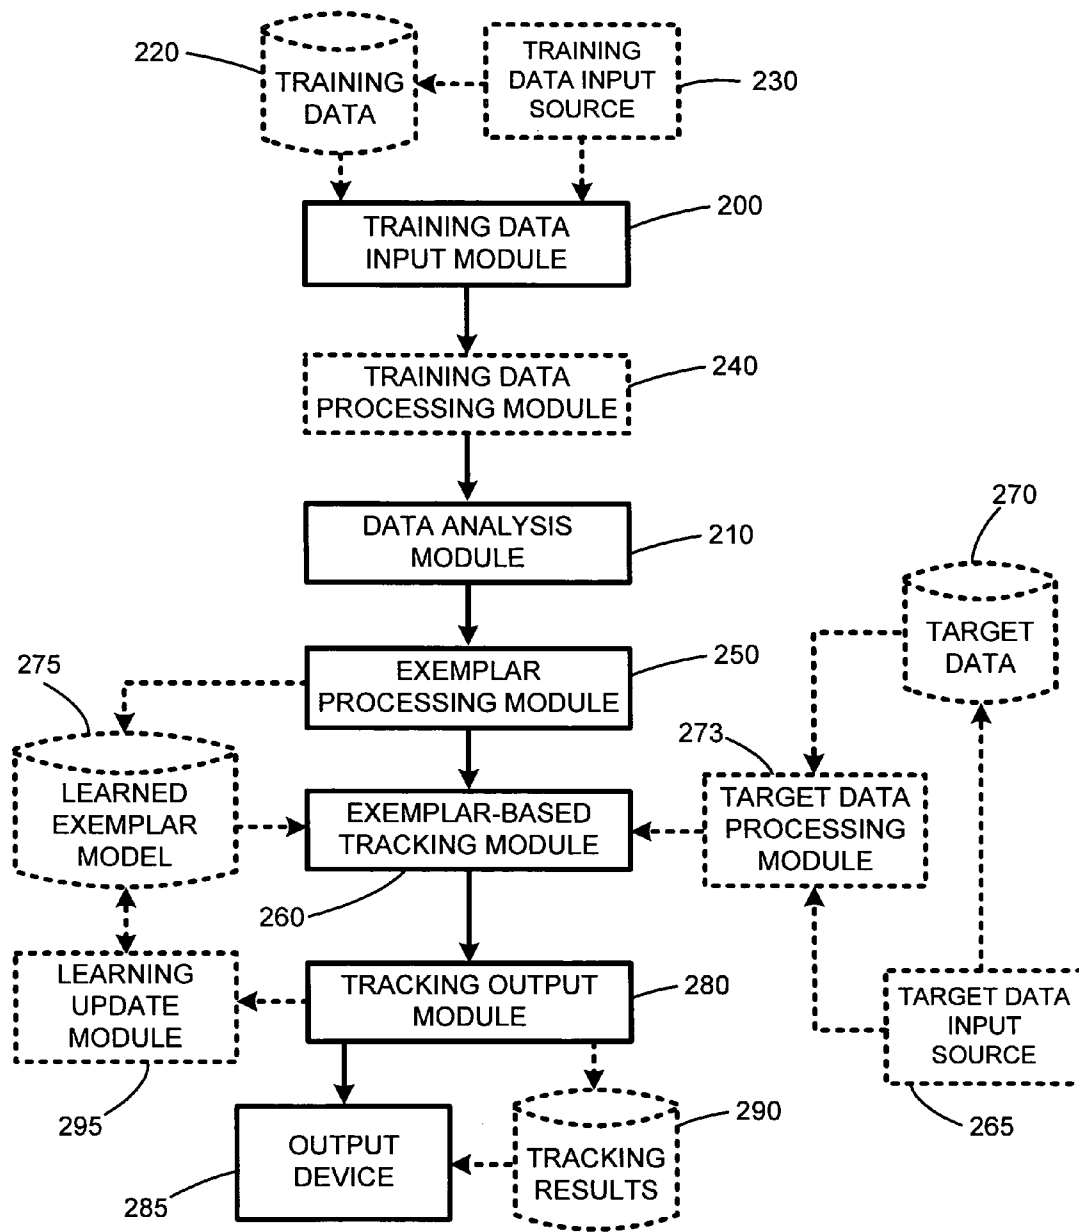 220
TRAINING
DATA
TRAINING
DATA INPUT
SOURCE
230
TRAINING DATA
INPUT MODULE
200
TRAINING DATA
PROCESSING MODULE
240
DATA ANALYSIS
MODULE
210
270
TARGET
DATA
275
EXEMPLAR
PROCESSING MODULE
250
273
LEARNED
EXEMPLAR
MODEL
EXEMPLAR-BASED
TRACKING MODULE
260
TARGET DATA
PROCESSING
MODULE
LEARNING
UPDATE
MODULE
295
TRACKING OUTPUT
MODULE
280
TARGET DATA
INPUT
SOURCE
265
OUTPUT
DEVICE
285
TRACKING
RESULTS
290